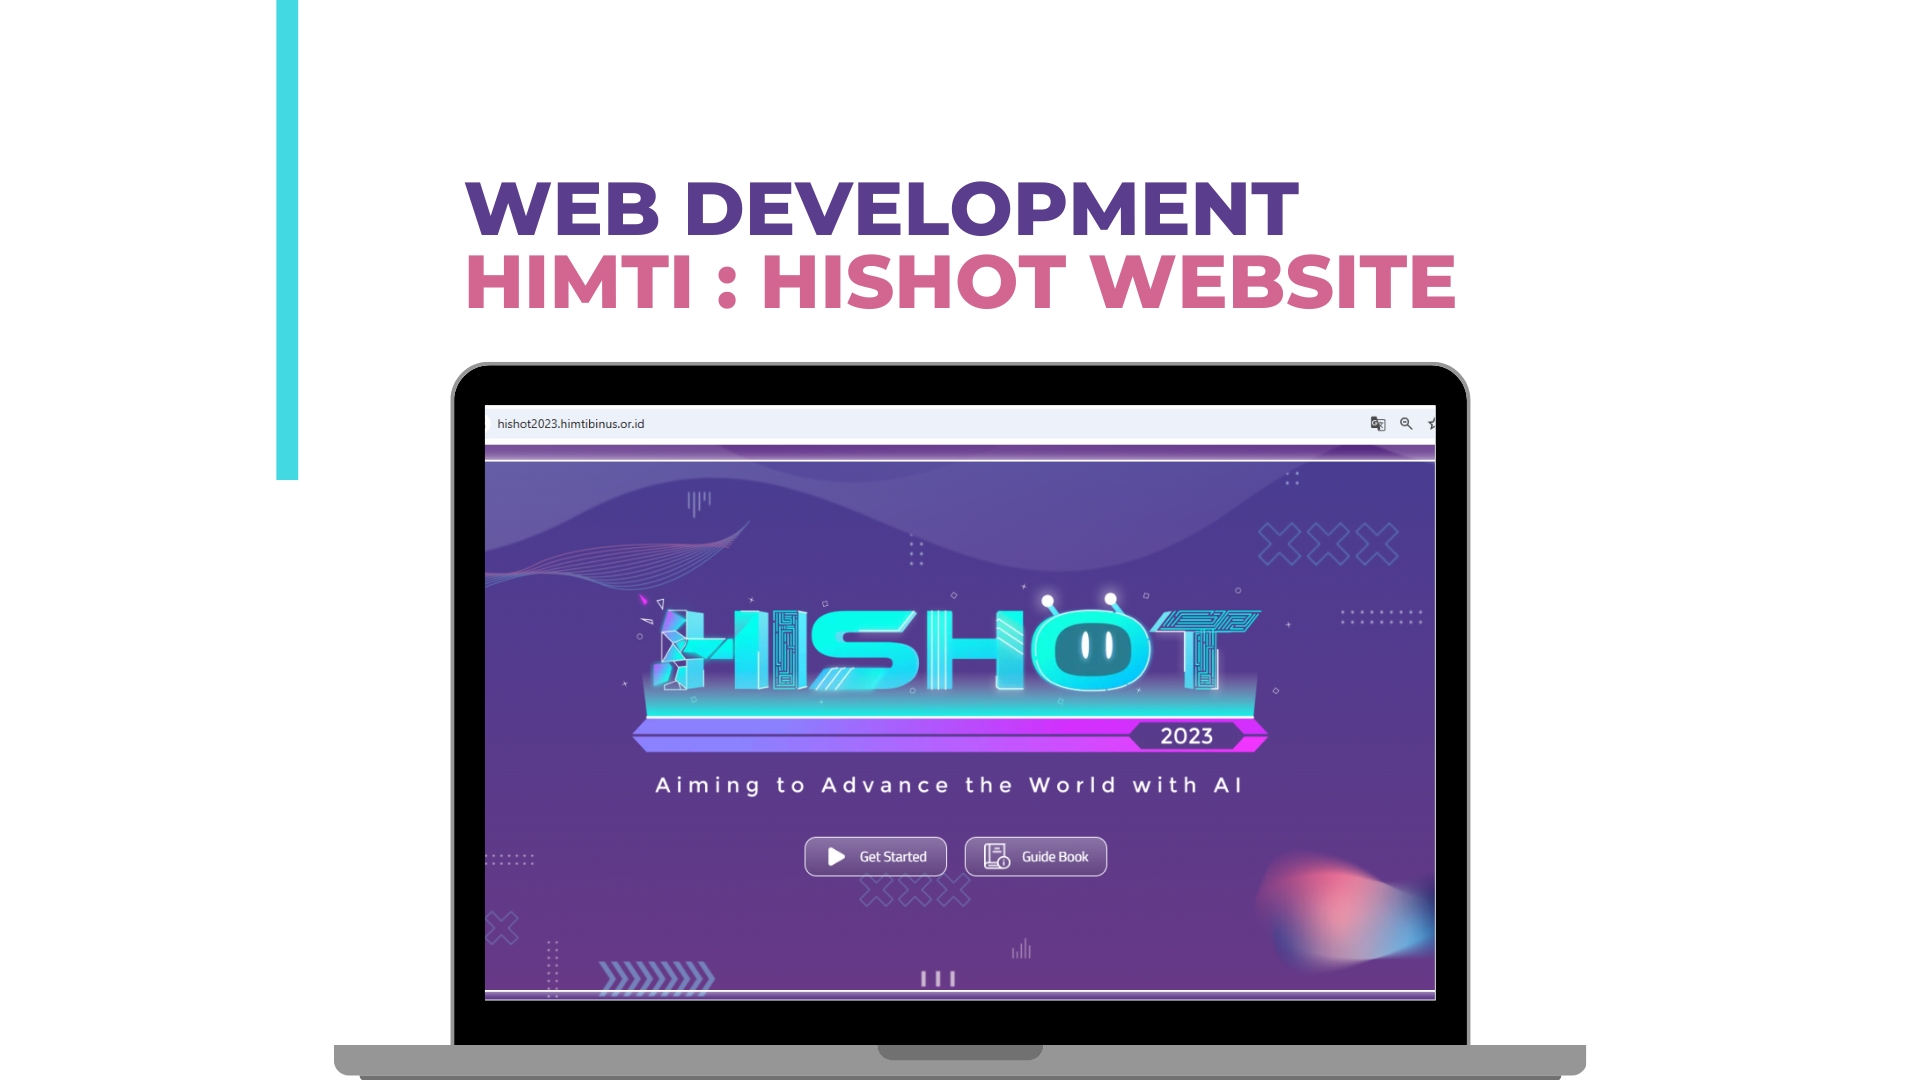 WEB DEVELOPMENT
HIMTI : HISHOT WEBSITE
hishot2023.himtibinus.or.id
HISHOT
2023
Aiming to Advance the World with AI
Get Started
Guide Book